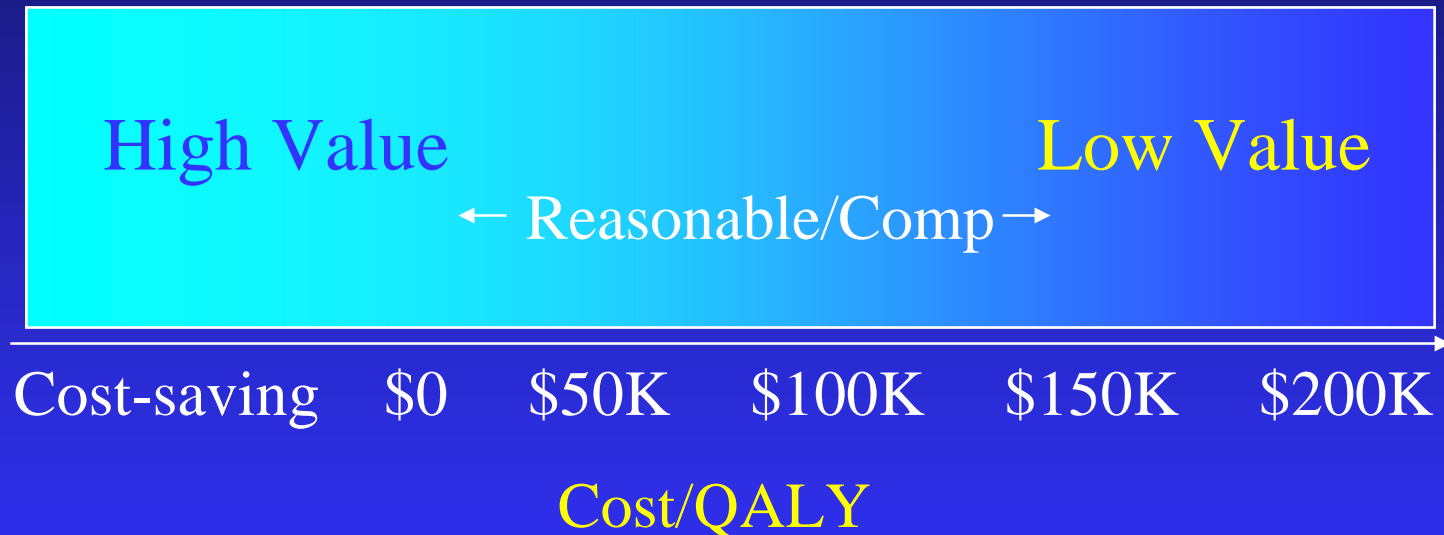 High Value Low Value
← Reasonable/Comp →
Cost-saving $0 $50K $100K $150K $200K
Cost/QALY